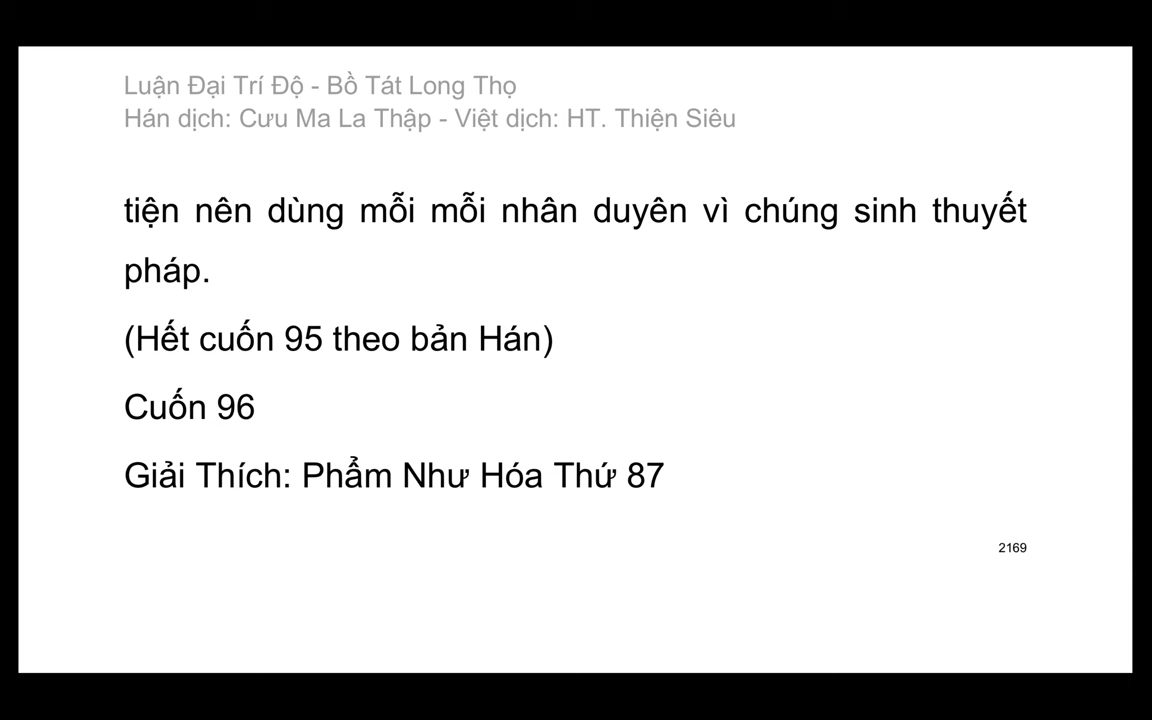 Luận Đại Trí Độ - Bồ Tát Long Thọ
Hán dịch: Cưu Ma La Thập - Việt dịch: HT. Thiện Siêu
tiện nên dùng mỗi mỗi nhân duyên vì chúng sinh thuyết
pháp.
(Hết cuốn 95 theo bản Hán)
Cuốn 96
Giải Thích: Phẩm Như Hóa Thứ 87
2169